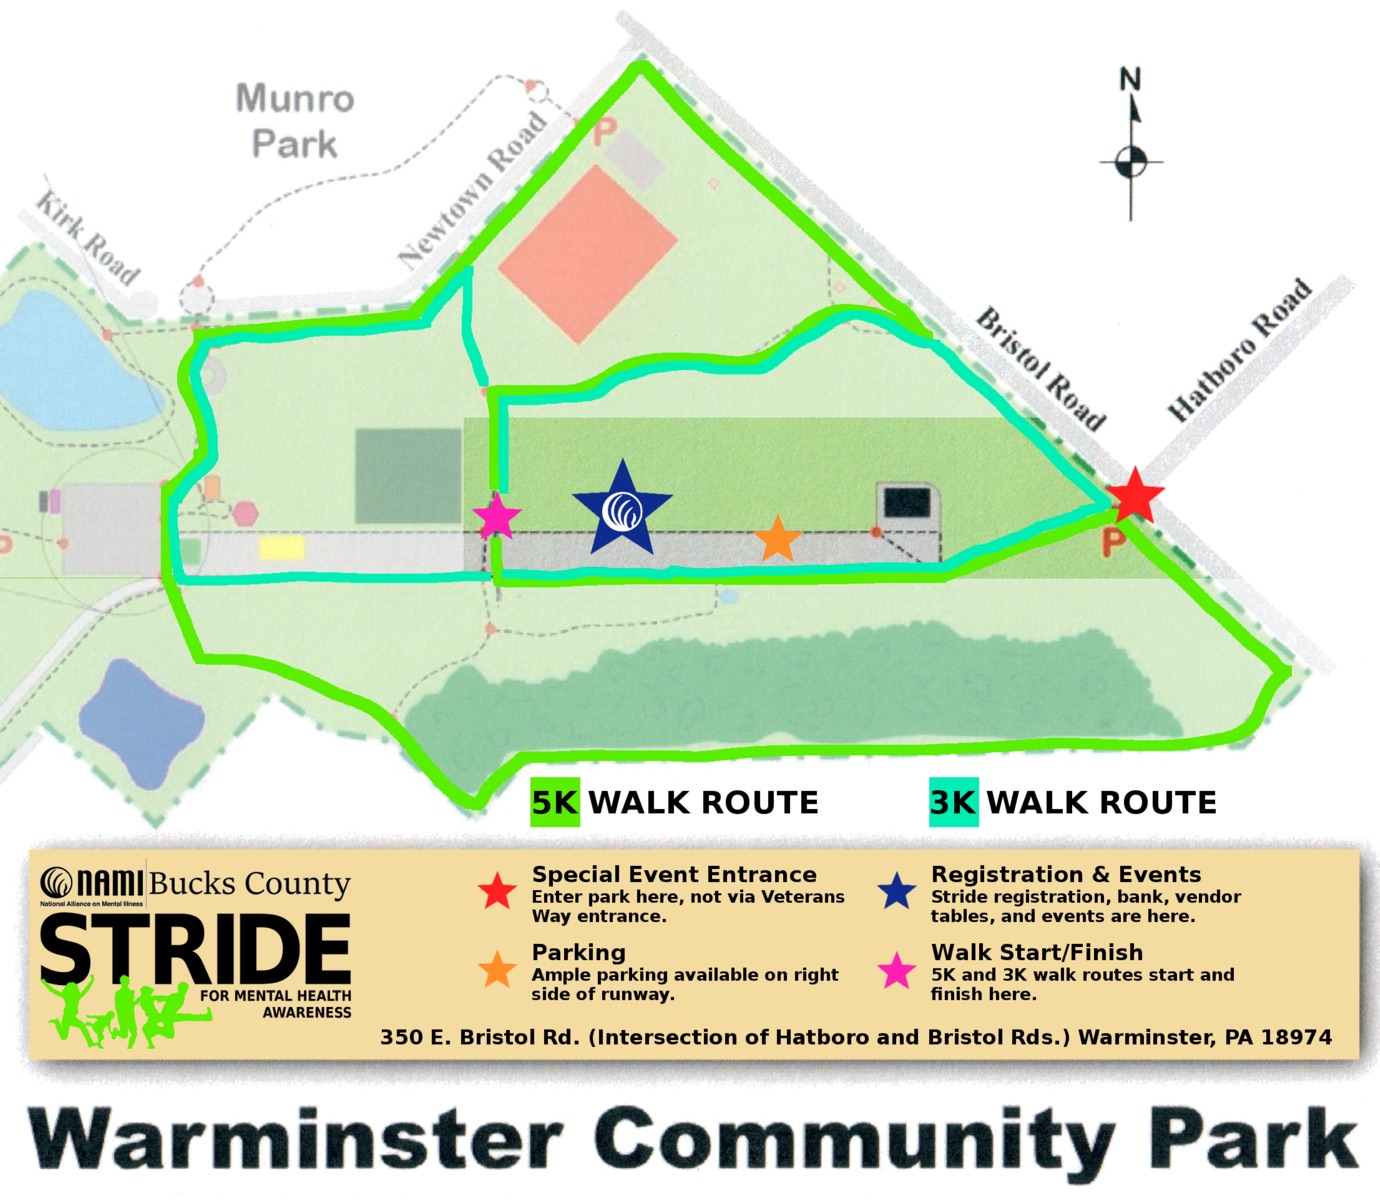 N
Munro
Park
P
Newtown Road
Kirk Road
Bristol Road
Hatboro Road
P
P
5K WALK ROUTE
3K WALK ROUTE
NAMI Bucks County
National Alliance on Mental Illness
STRIDE
FOR MENTAL HEALTH
AWARENESS
Special Event Entrance
Enter park here, not via Veterans
Way entrance.
Parking
Ample parking available on right
side of runway.
Registration & Events
Stride registration, bank, vendor
tables, and events are here.
Walk Start/Finish
5K and 3K walk routes start and
finish here.
350 E. Bristol Rd. (Intersection of Hatboro and Bristol Rds.) Warminster, PA 18974
Warminster Community Park